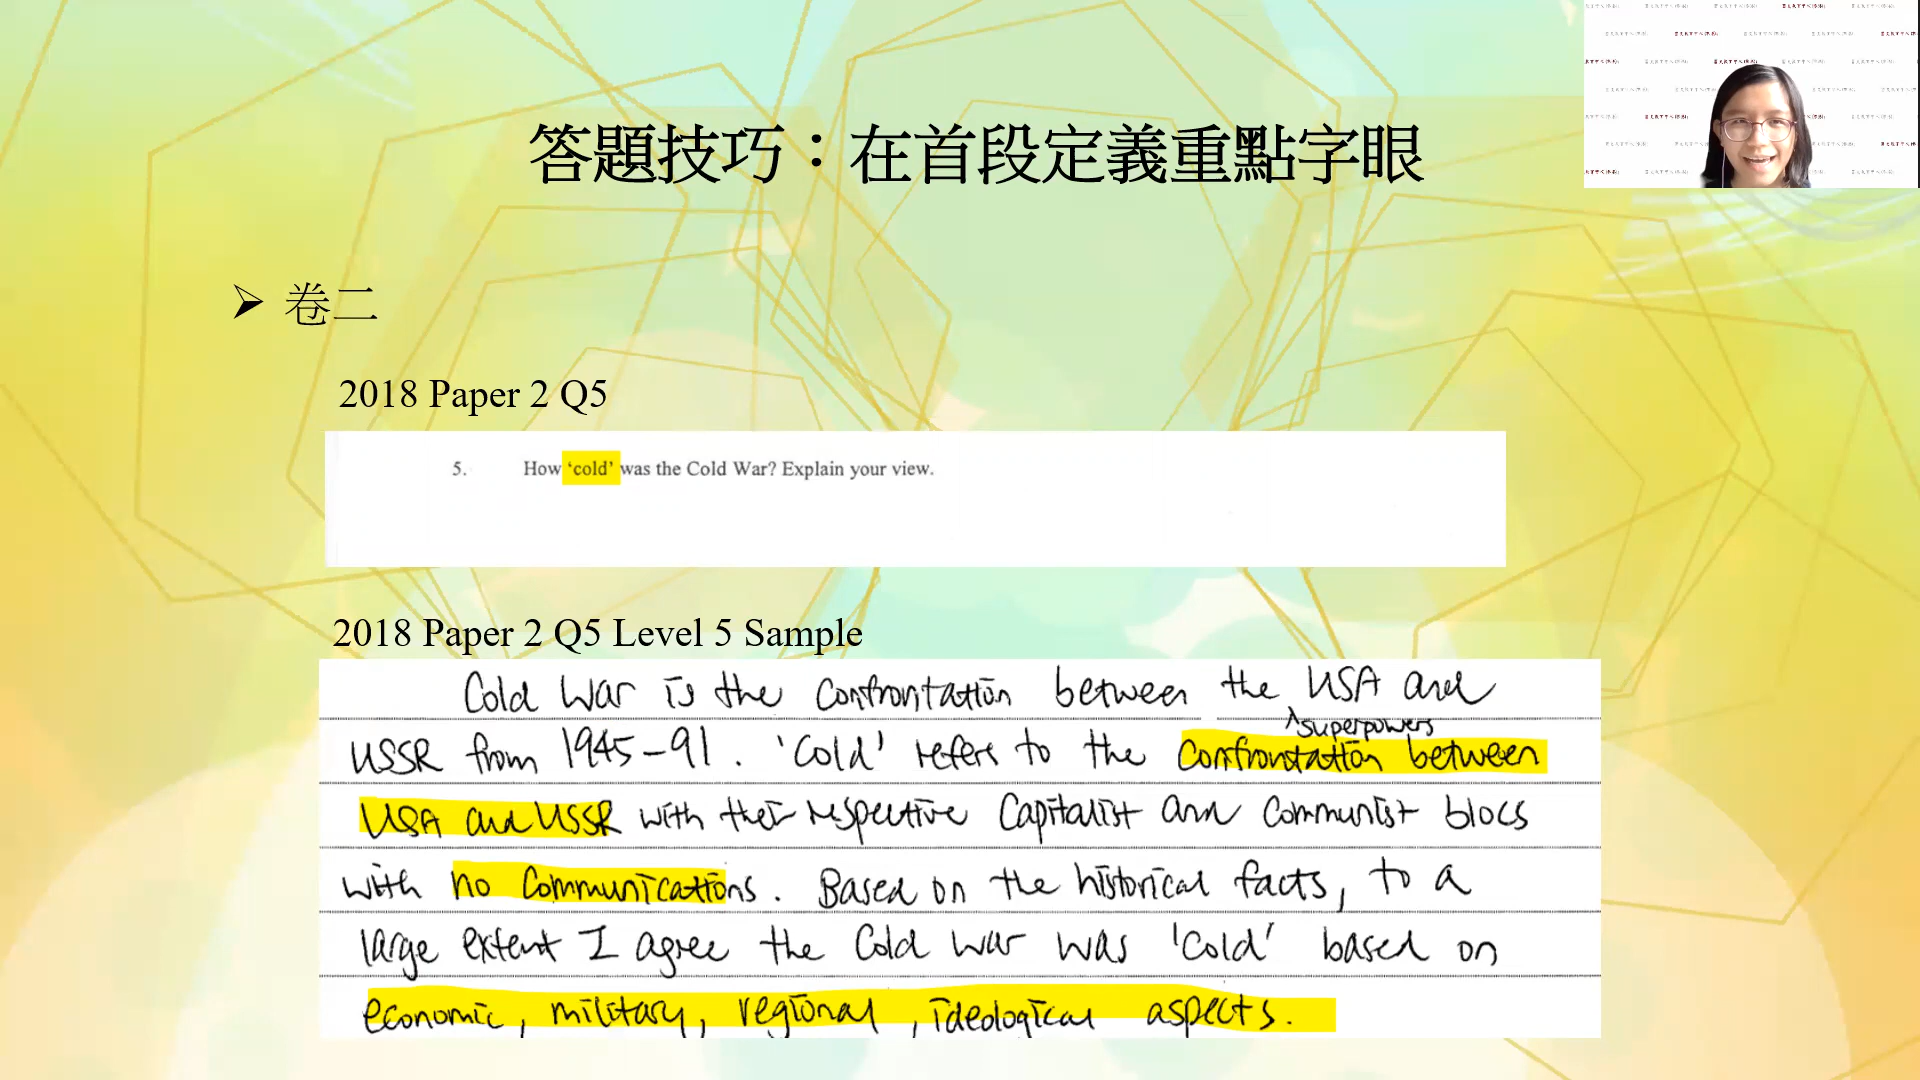 答題技巧：在首段定義重點字眼
➢ 卷二
2018 Paper 2 Q5
5. How ‘cold’ was the Cold War? Explain your view.
2018 Paper 2 Q5 Level 5 Sample
Cold War is the confrontation between the USA and
superpowers
USSR from 1945-91. 'Cold' refers to the confrontation between
USA and USSR with their respective Capitalist and Communist blocs
with no communications. Based on the historical facts, to a
large extent I agree the Cold War was 'Cold' based on
economic, military, regional, ideological aspects.